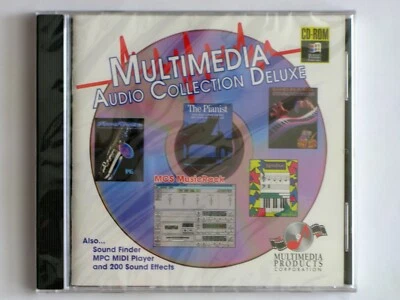 MULTIMEDIA
AUDIO COLLECTION DELUXE
CD-ROM
The Pianist
MCS MusicRack
Also...
Sound Finder
MPC MIDI Player
and 200 Sound Effects
MULTIMEDIA
PRODUCTS
CORPORATION